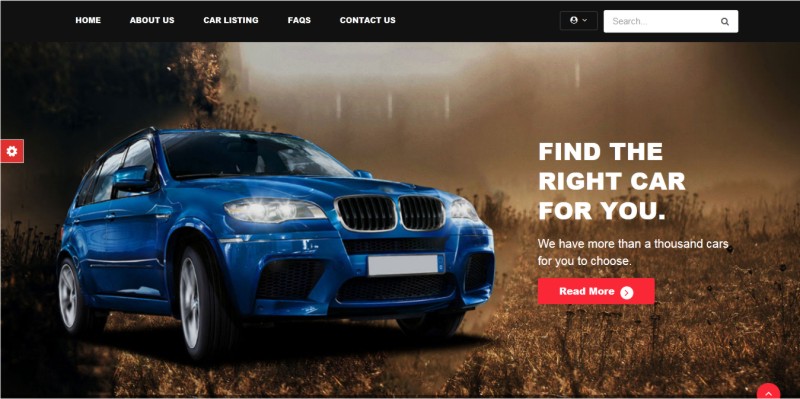 HOME ABOUT US CAR LISTING FAQS CONTACT US Search...
FIND THE
RIGHT CAR
FOR YOU.
We have more than a thousand cars
for you to choose.
Read More